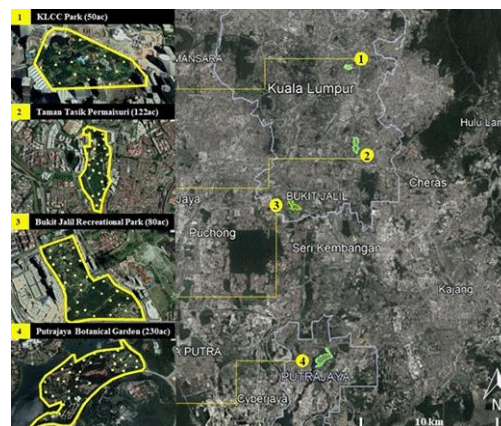 1 KLCC Park (50ac)
2 Taman Tasik Permaisuri (122ac)
3 Bukit Jalil Recreational Park (80ac)
4 Putrajaya Botanical Garden (230ac)
MANSARA
1
Kuala Lumpur
Hulu Lan
2
Cheras
Jaya
3 BUKIT JALIL
Puchong
Seri Kembangan
Kajang
A PUTRA
4
PUTRAJAYA
Cyberjaya
N
10 km